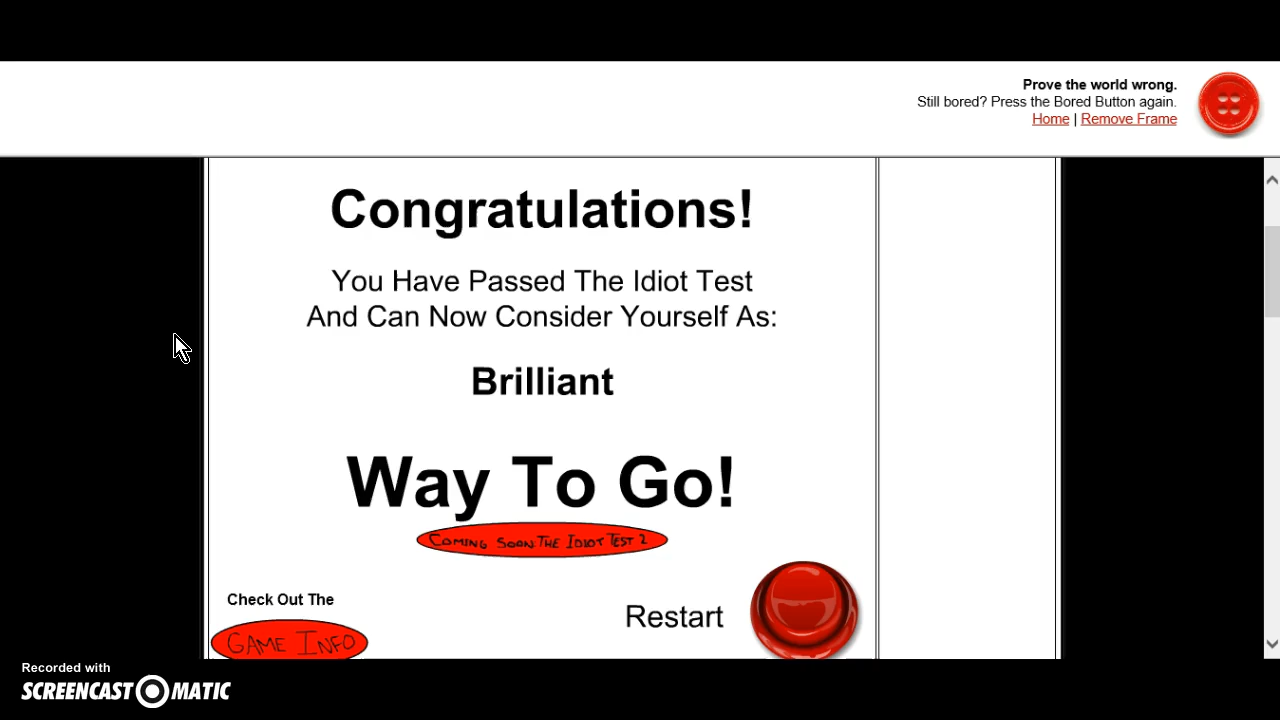 Prove the world wrong.
Still bored? Press the Bored Button again.
Home | Remove Frame
Congratulations!
You Have Passed The Idiot Test
And Can Now Consider Yourself As:
Brilliant
Way To Go!
COMING SOON: THE IDIOT TEST 2
Check Out The
GAME INFO
Restart
Recorded with
SCREENCAST MATIC